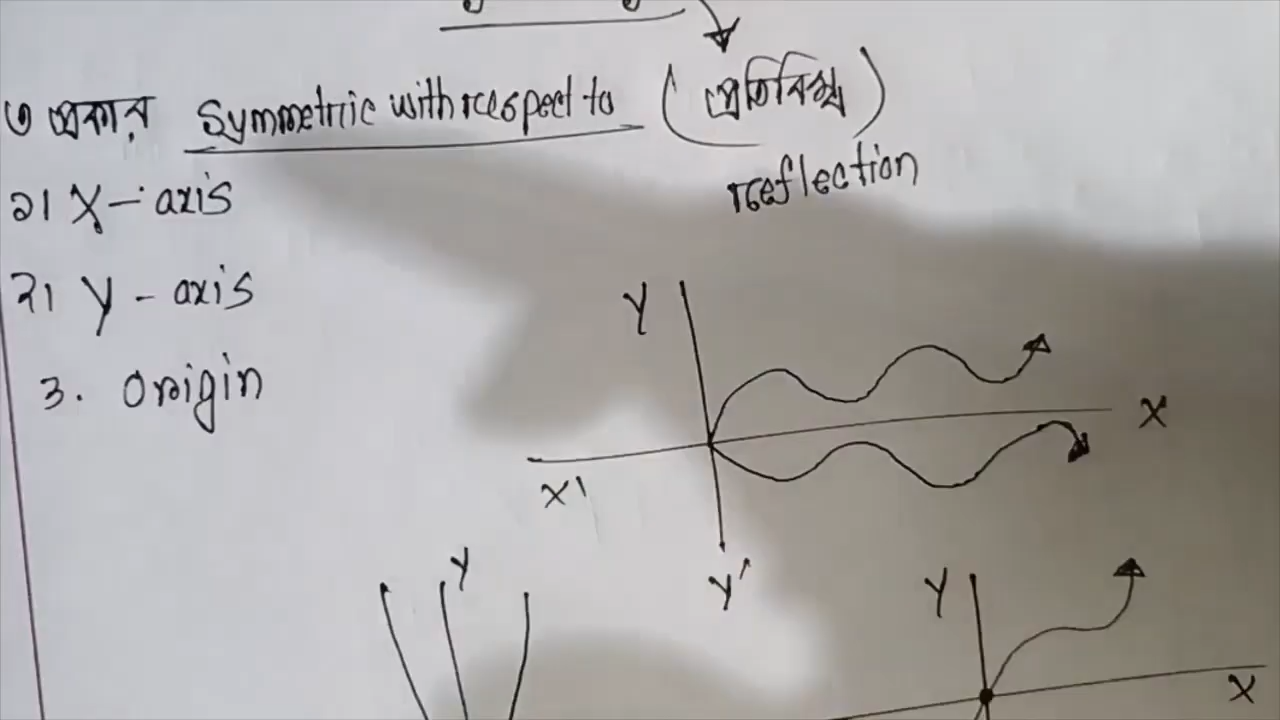 ৩ প্রকার Symmetric with respect to (প্রতিবিম্ব)
reflection
১। X - axis
২। Y - axis
3. Origin
Y
X
X'
Y'
Y
Y
X